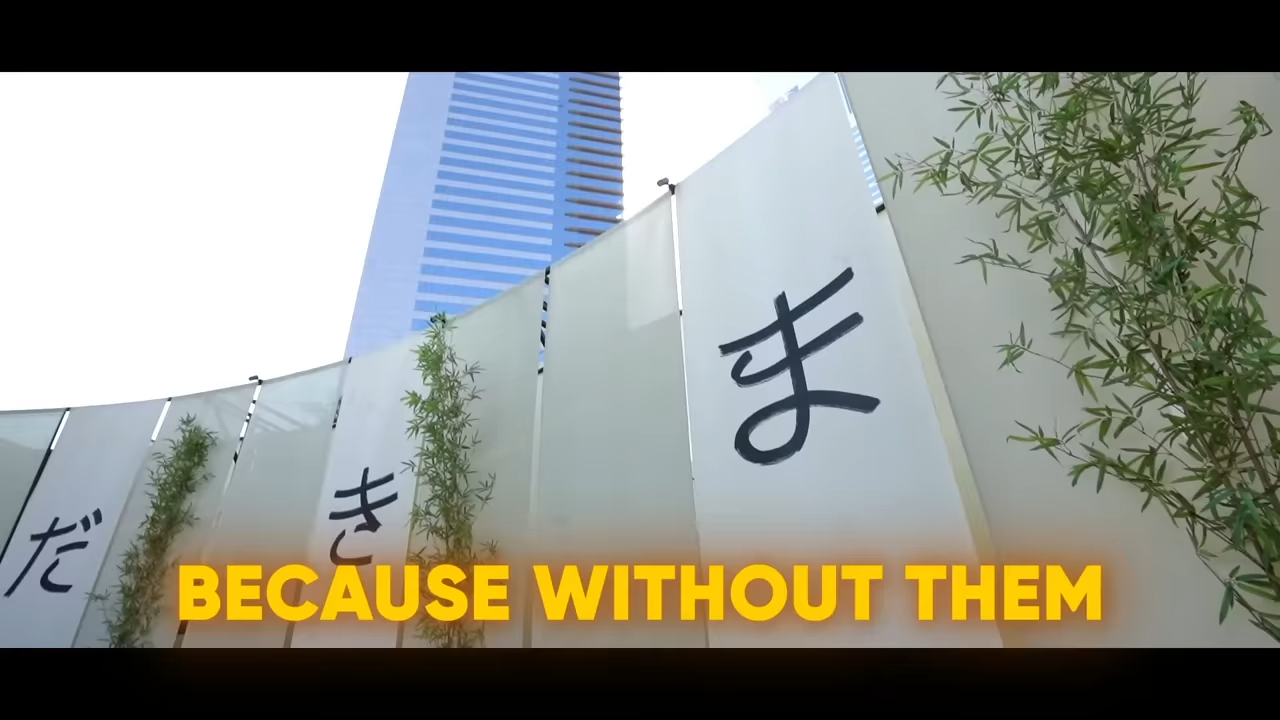 だ
き
ま
BECAUSE WITHOUT THEM